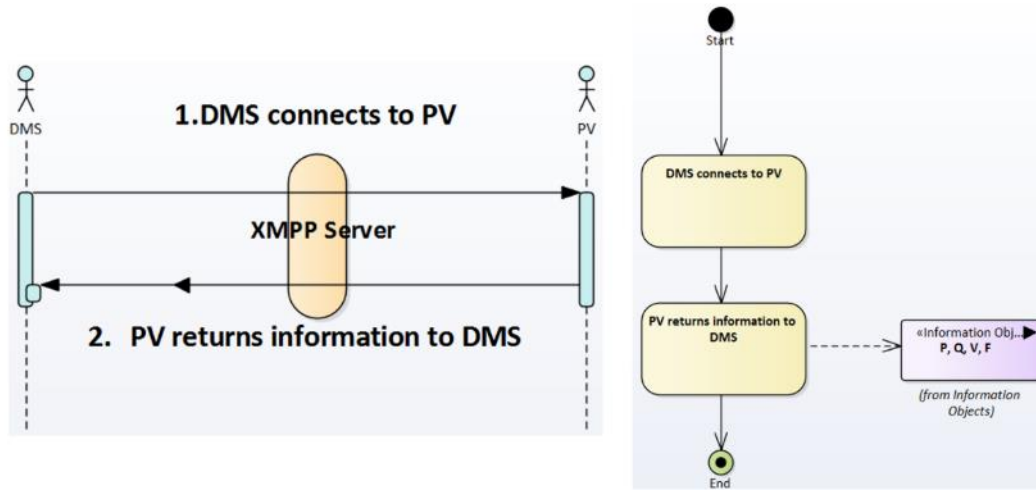 1.DMS connects to PV
DMS
PV
XMPP Server
2. PV returns information to DMS
Start
DMS connects to PV
PV returns information to
DMS
«Information Obj...
P, Q, V, F
(from Information
Objects)
End